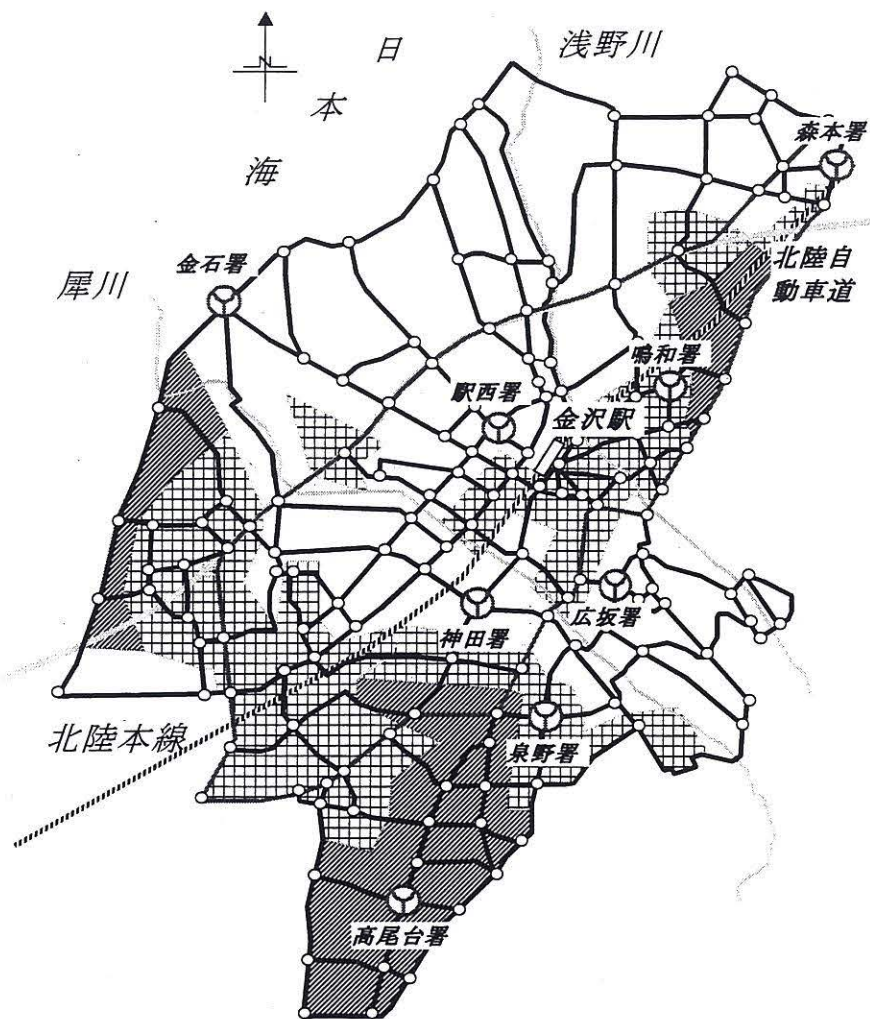 日本海
浅野川
森本署
北陸自
動車道
金石署
犀川
鳴和署
駅西署
金沢駅
広坂署
神田署
泉野署
北陸本線
高尾台署
N